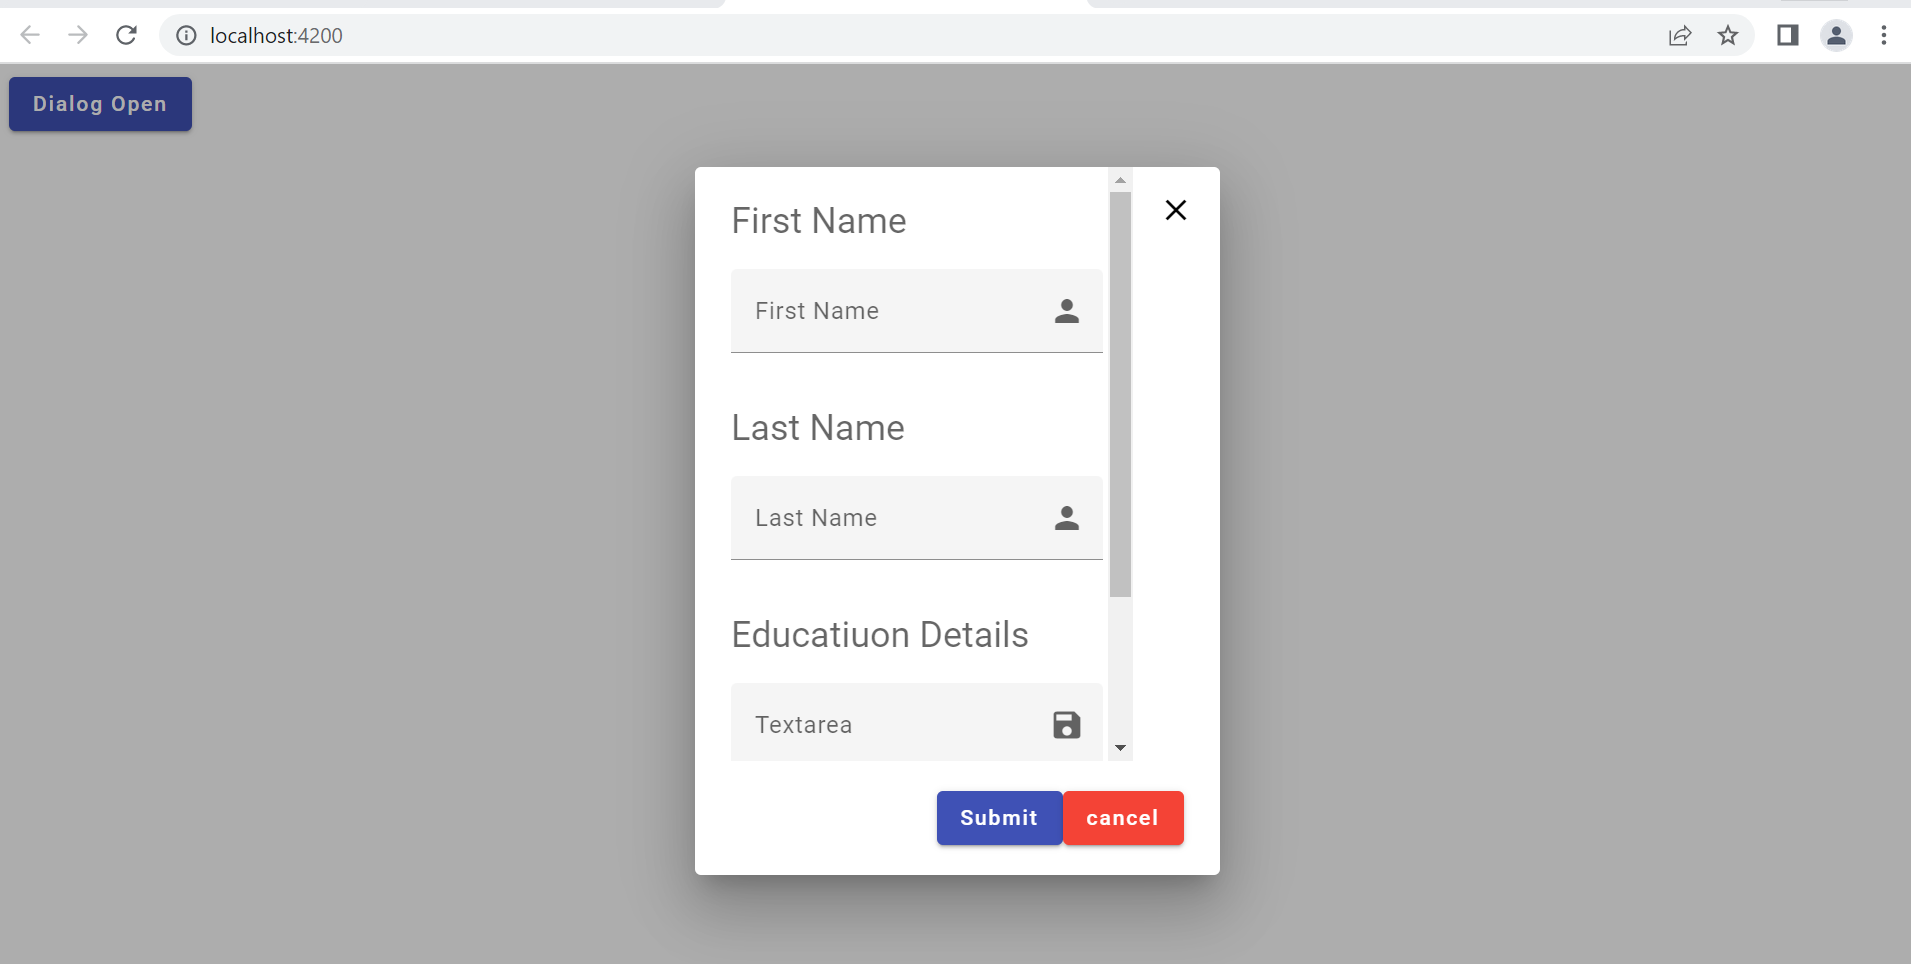 localhost:4200
Dialog Open
First Name
First Name
Last Name
Last Name
Educatiuon Details
Textarea
Submit cancel